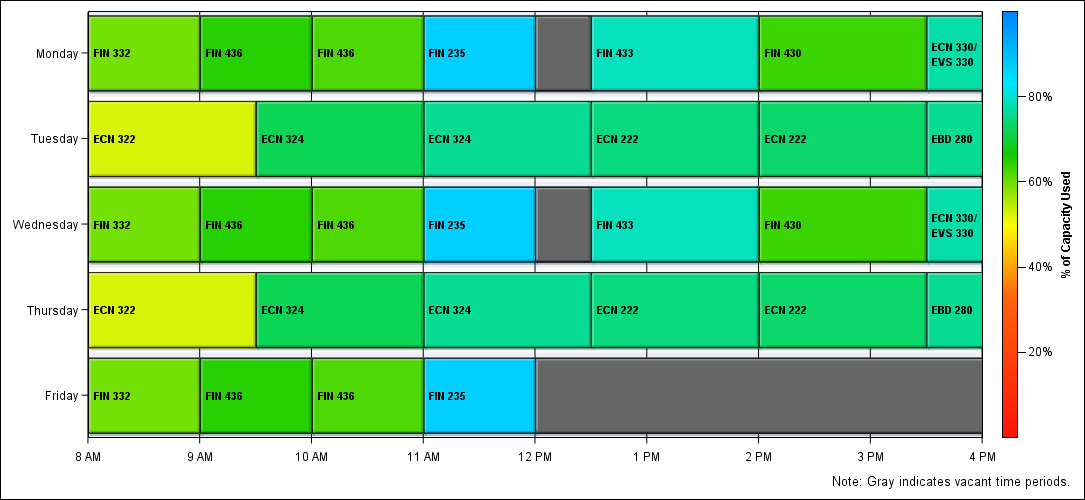 Monday
FIN 332
FIN 436
FIN 436
FIN 235
FIN 433
FIN 430
ECN 330/
EVS 330
Tuesday
ECN 322
ECN 324
ECN 324
ECN 222
ECN 222
EBD 280
Wednesday
FIN 332
FIN 436
FIN 436
FIN 235
FIN 433
FIN 430
ECN 330/
EVS 330
Thursday
ECN 322
ECN 324
ECN 324
ECN 222
ECN 222
EBD 280
Friday
FIN 332
FIN 436
FIN 436
FIN 235
8 AM
9 AM
10 AM
11 AM
12 PM
1 PM
2 PM
3 PM
4 PM
80%
60%
40%
20%
% of Capacity Used
Note: Gray indicates vacant time periods.